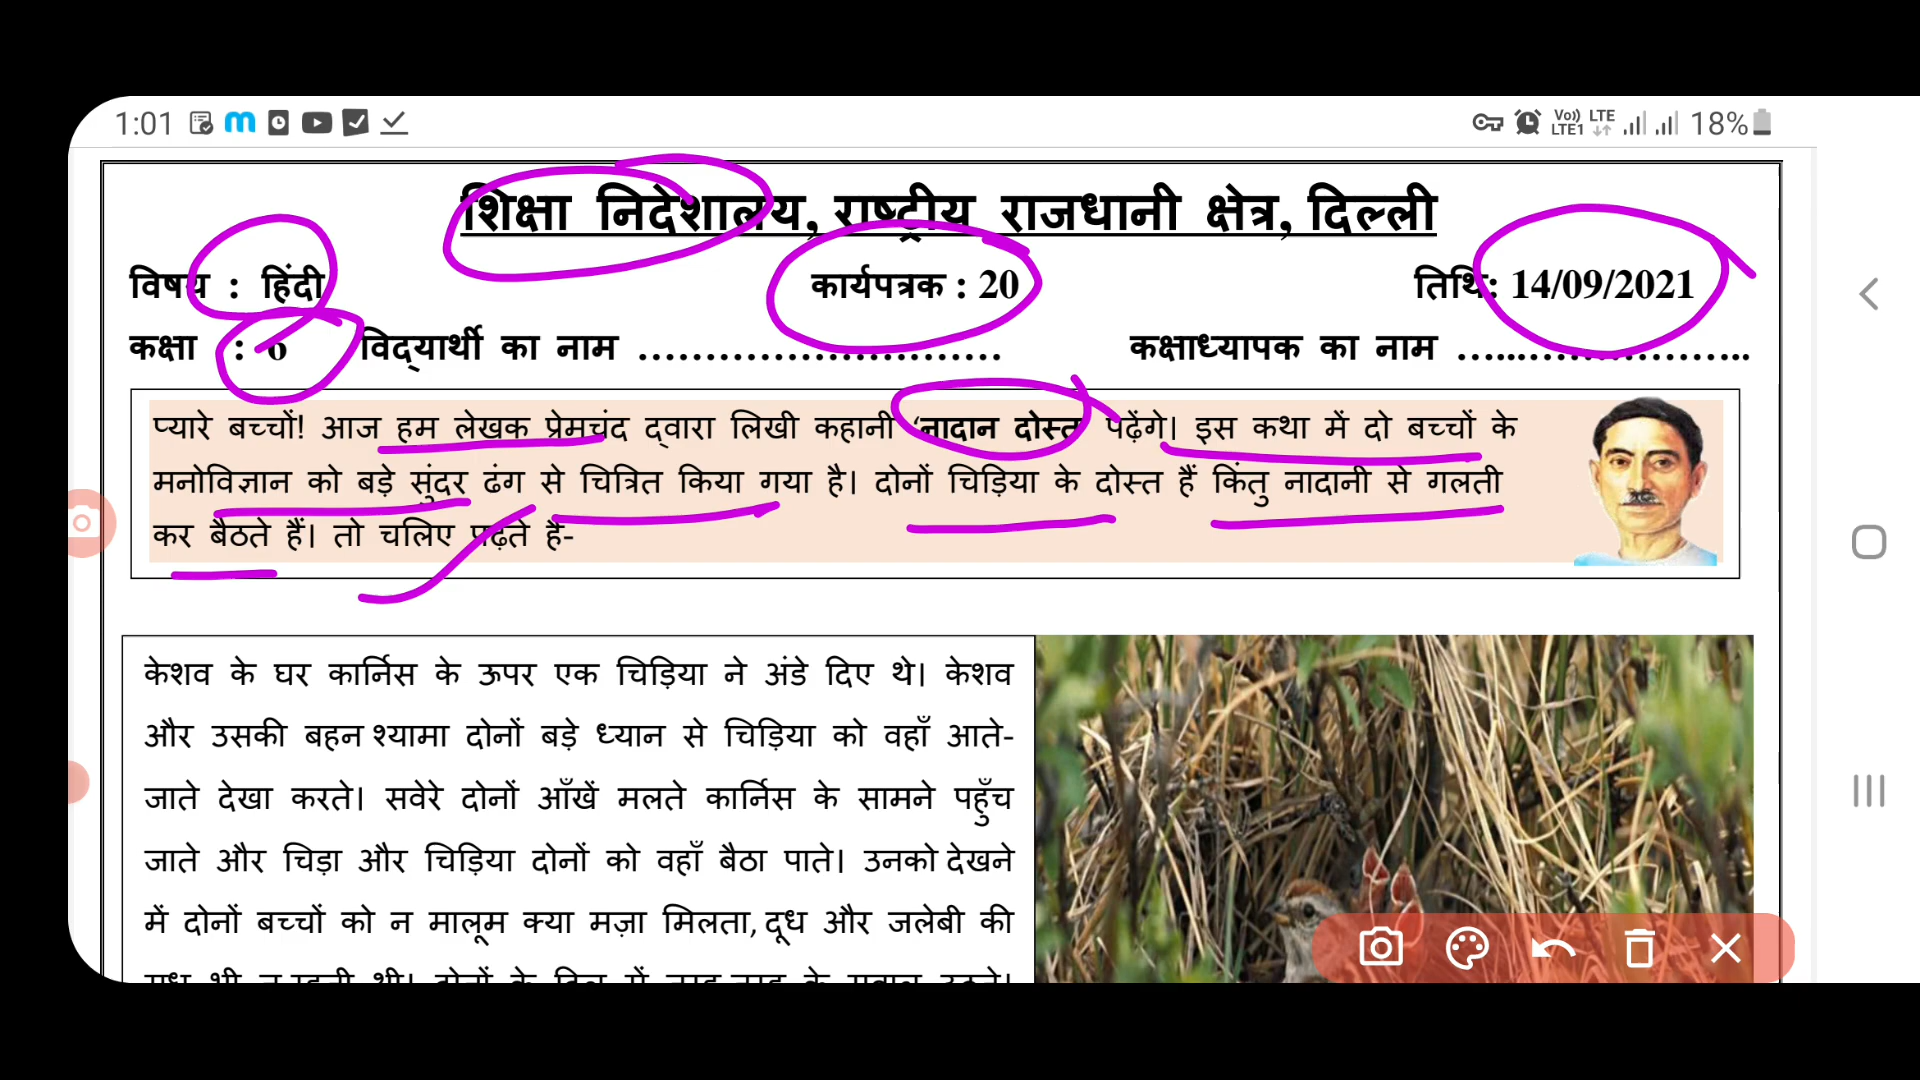 1:01
Vo)) LTE
LTE1
18%
शिक्षा निदेशालय, राष्ट्रीय राजधानी क्षेत्र, दिल्ली
विषय : हिंदी कार्यपत्रक : 20 तिथि: 14/09/2021
कक्षा : 6 विद्यार्थी का नाम ........................... कक्षाध्यापक का नाम ......................
प्यारे बच्चों! आज हम लेखक प्रेमचंद द्वारा लिखी कहानी ‘नादान दोस्त’ पढ़ेंगे। इस कथा में दो बच्चों के
मनोविज्ञान को बड़े सुंदर ढंग से चित्रित किया गया है। दोनों चिड़िया के दोस्त हैं किंतु नादानी से गलती
कर बैठते हैं। तो चलिए पढ़ते है-
केशव के घर कार्निस के ऊपर एक चिड़िया ने अंडे दिए थे। केशव
और उसकी बहन श्यामा दोनों बड़े ध्यान से चिड़िया को वहाँ आते-
जाते देखा करते। सवेरे दोनों आँखें मलते कार्निस के सामने पहुँच
जाते और चिड़ा और चिड़िया दोनों को वहाँ बैठा पाते। उनको देखने
में दोनों बच्चों को न मालूम क्या मज़ा मिलता, दूध और जलेबी की